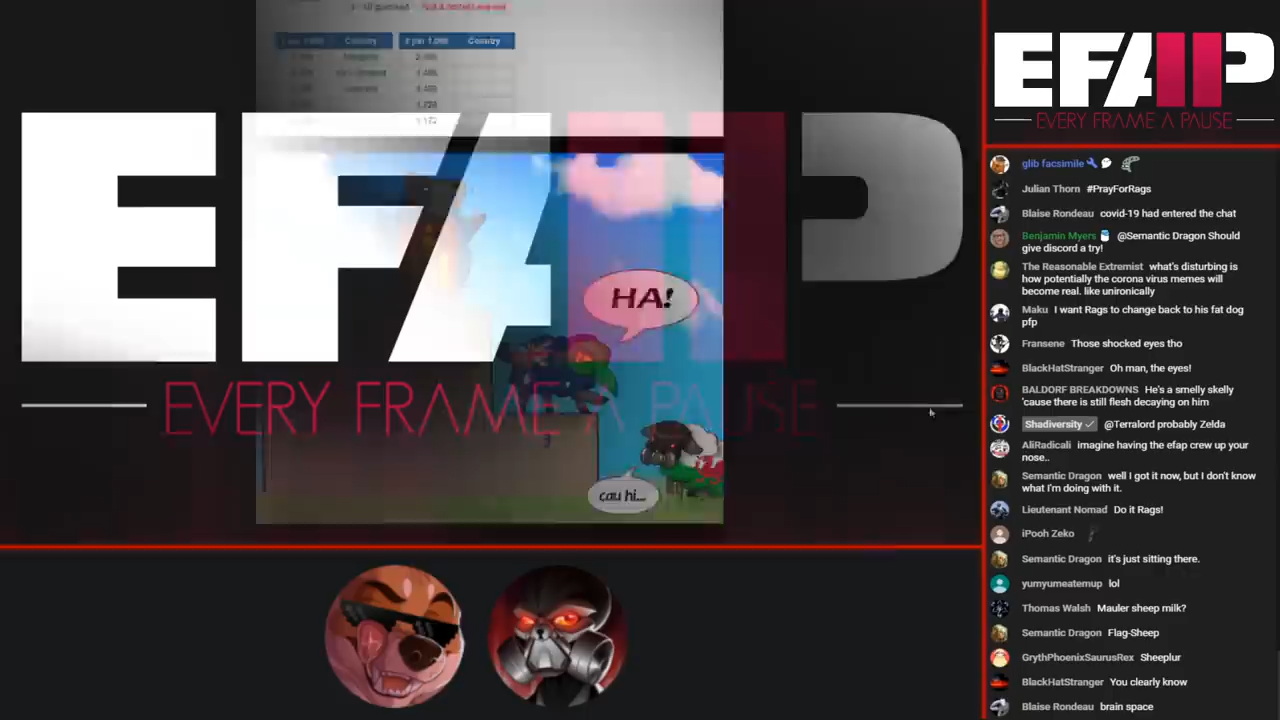 Country
Country
HA!
cau hi...
EFAP
EVERY FRAME A PAUSE
EFAP
EVERY FRAME A PAUSE
glib facsimile
Julian Thorn #PrayForRags
Blaise Rondeau covid-19 had entered the chat
Benjamin Myers @Semantic Dragon Should
give discord a try!
The Reasonable Extremist what's disturbing is
how potentially the corona virus memes will
become real. like unironically
Maku I want Rags to change back to his fat dog
pfp
Fransene Those shocked eyes tho
BlackHatStranger Oh man, the eyes!
BALDORF BREAKDOWNS He's a smelly skelly
'cause there is still flesh decaying on him
Shadiversity @Terralord probably Zelda
AliRadicali imagine having the efap crew up your
nose..
Semantic Dragon well I got it now, but I don't know
what I'm doing with it.
Lieutenant Nomad Do it Rags!
iPooh Zeko
Semantic Dragon it's just sitting there.
yumyumeatemup lol
Thomas Walsh Mauler sheep milk?
Semantic Dragon Flag-Sheep
GrythPhoenixSaurusRex Sheeplur
BlackHatStranger You clearly know
Blaise Rondeau brain space